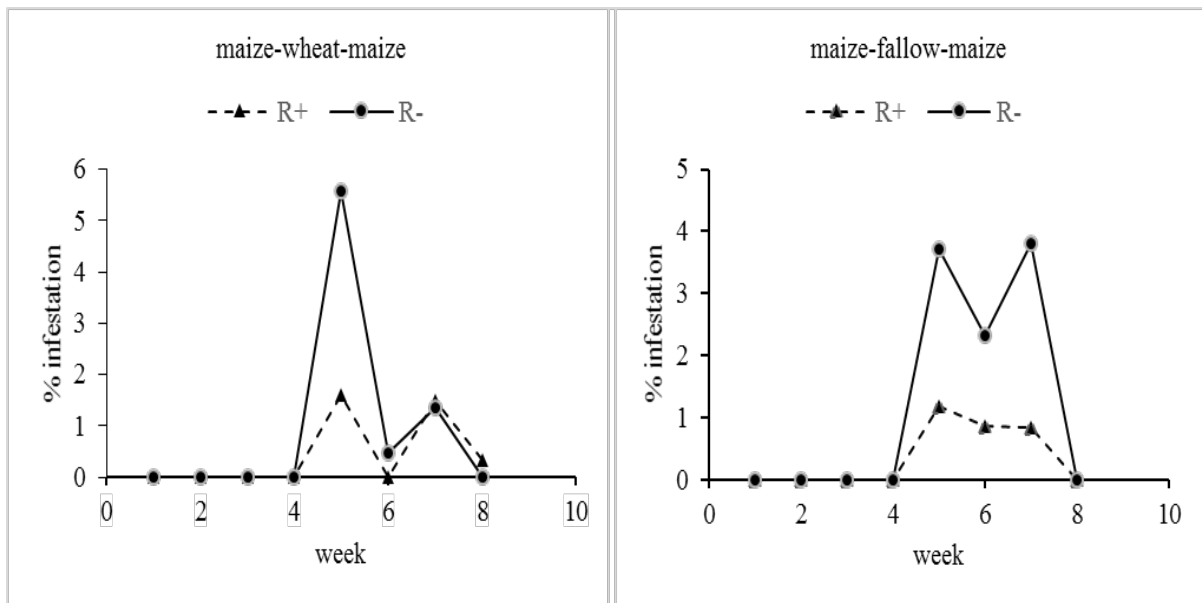 maize-wheat-maize
R+ R-
6
5
4
3
2
1
0
% infestation
0 2 4 6 8 10
week
maize-fallow-maize
R+ R-
5
4
3
2
1
0
% infestation
0 2 4 6 8 10
week